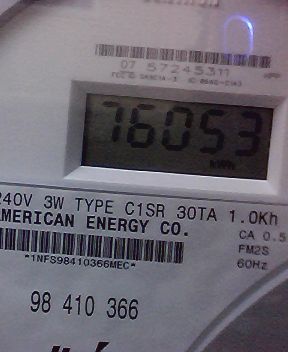 07 57245311
76053
kWh
240V 3W TYPE C1SR 30TA 1.0Kh
AMERICAN ENERGY CO.
CA 0.5
FM2S
60Hz
*1NFS98410366MEC*
98 410 366